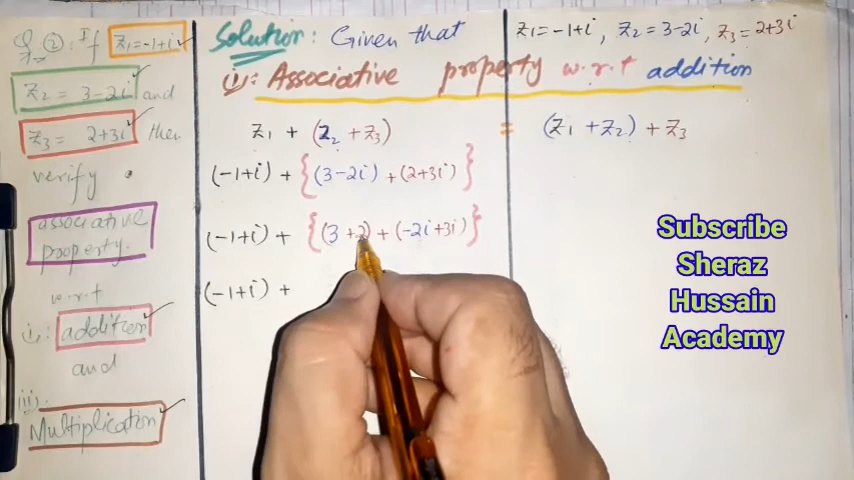 Q ②: If z1=-1+i
z2 = 3-2i and
z3 = 2+3i then
verify
associative
property.
w.r.t
i, addition
and
(ii)
Multiplication
Solution: Given that z1=-1+i, z2=3-2i, z3=2+3i
(i): Associative property w.r.t addition
z1 + (z2 + z3) = (z1 + z2) + z3
(-1+i) + {(3-2i) + (2+3i)}
(-1+i) + {(3+2) + (-2i+3i)}
(-1+i) +
Subscribe
Sheraz
Hussain
Academy